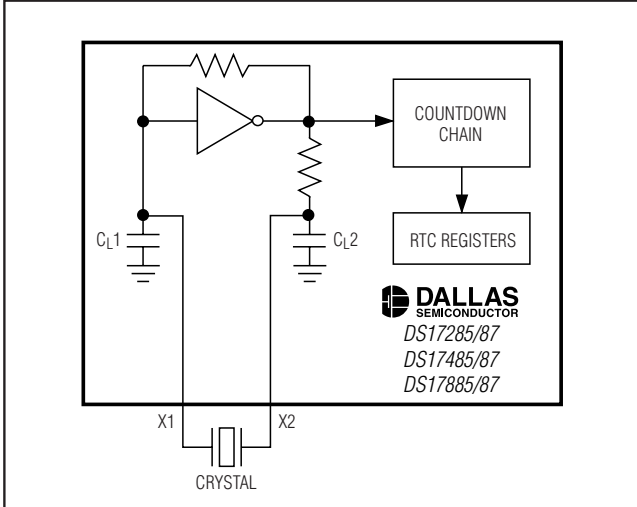 COUNTDOWN
CHAIN
RTC REGISTERS
CL1
CL2
DALLAS
SEMICONDUCTOR
DS17285/87
DS17485/87
DS17885/87
X1
X2
CRYSTAL